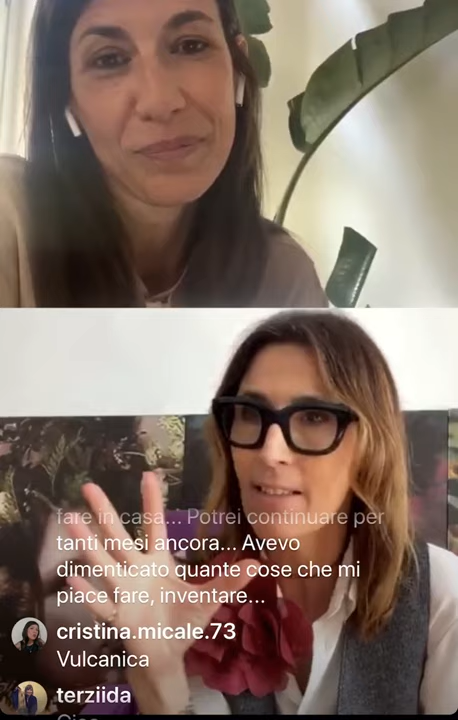 fare in casa... Potrei continuare per
tanti mesi ancora... Avevo
dimenticato quante cose che mi
piace fare, inventare...
cristina.micale.73
Vulcanica
terziida
Ciao